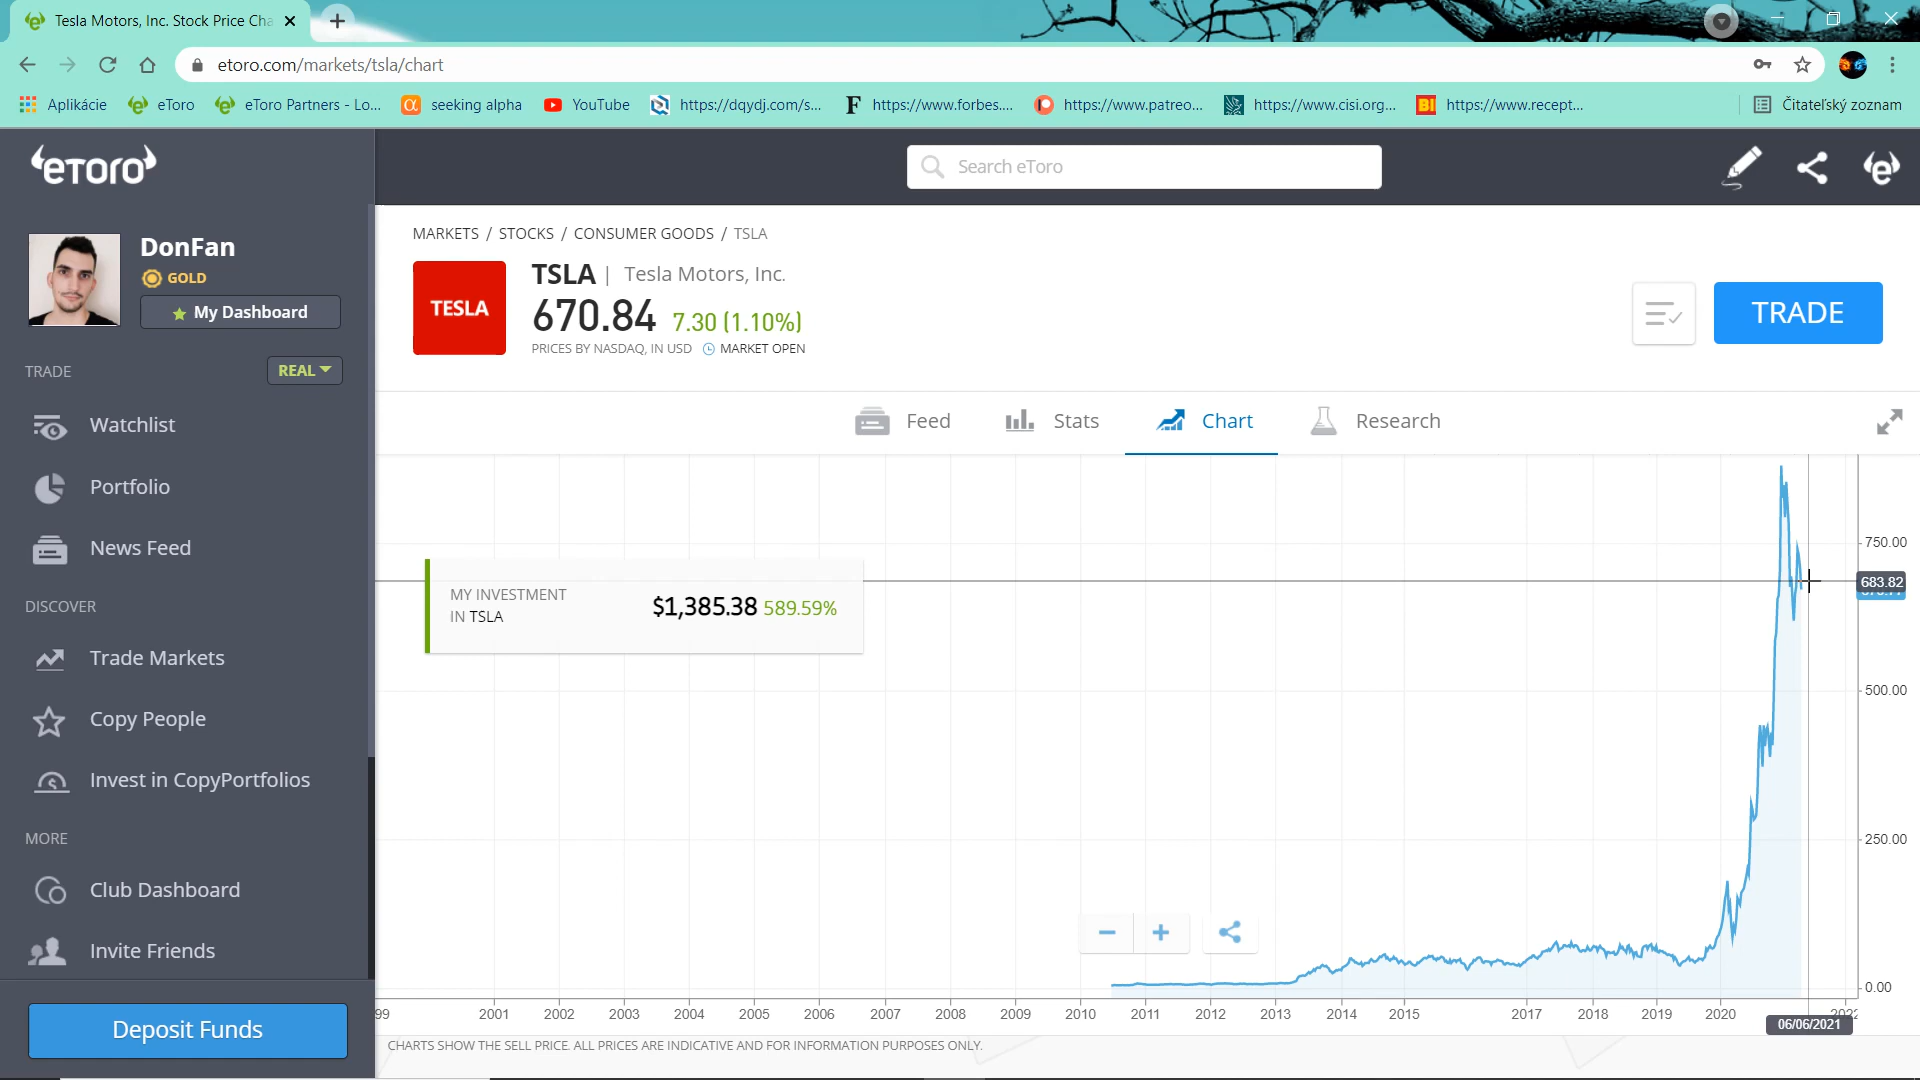 Tesla Motors, Inc. Stock Price Cha
etoro.com/markets/tsla/chart
Aplikácie eToro eToro Partners - Lo... seeking alpha YouTube https://dqydj.com/s... https://www.forbes.... https://www.patreo... https://www.cisi.org... https://www.recept... Čitateľský zoznam
eToro
Search eToro
DonFan
GOLD
My Dashboard
TRADE REAL
Watchlist
Portfolio
News Feed
DISCOVER
Trade Markets
Copy People
Invest in CopyPortfolios
MORE
Club Dashboard
Invite Friends
Deposit Funds
MARKETS / STOCKS / CONSUMER GOODS / TSLA
TESLA
TSLA | Tesla Motors, Inc.
670.84 7.30 (1.10%)
PRICES BY NASDAQ, IN USD MARKET OPEN
TRADE
Feed Stats Chart Research
MY INVESTMENT
IN TSLA
$1,385.38 589.59%
750.00
683.82
500.00
250.00
0.00
99 2001 2002 2003 2004 2005 2006 2007 2008 2009 2010 2011 2012 2013 2014 2015 2017 2018 2019 2020
06/06/2021
CHARTS SHOW THE SELL PRICE. ALL PRICES ARE INDICATIVE AND FOR INFORMATION PURPOSES ONLY.